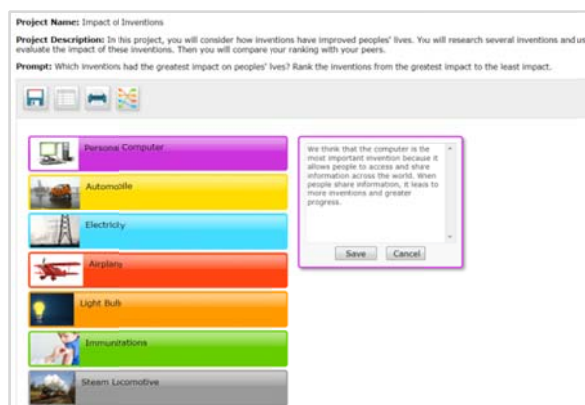 Project Name: Impact of Inventions
Project Description: In this project, you will consider how inventions have improved peoples' lives. You will research several inventions and us
evaluate the impact of these inventions. Then you will compare your ranking with your peers.
Prompt: Which inventions had the greatest impact on peoples' lves? Rank the inventions from the greatest impact to the least impact.
Personal Computer
We think that the computer is the
most important invention because it
allows people to access and share
information across the world. When
people share information, it leads to
more inventions and greater
progress.
Save Cancel
Automobile
Electricity
Airplane
Light Bulb
Immunizations
Steam Locomotive